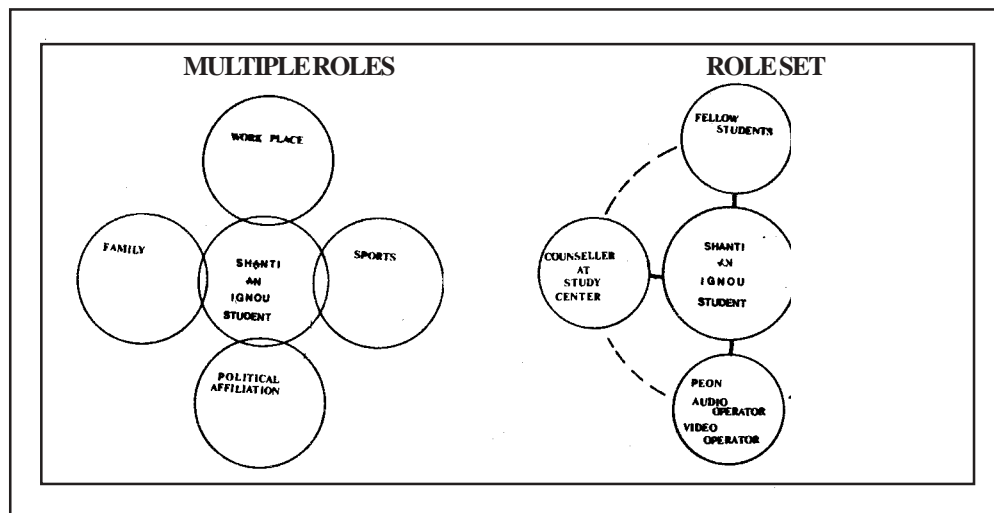 MULTIPLE ROLES
WORK PLACE
FAMILY
SHANTI
AN
IGNOU
STUDENT
SPORTS
POLITICAL
AFFILIATION
ROLE SET
FELLOW
STUDENTS
COUNSELLER
AT
STUDY
CENTER
SHANTI
AN
IGNOU
STUDENT
PEON
AUDIO
OPERATOR
VIDEO
OPERATOR